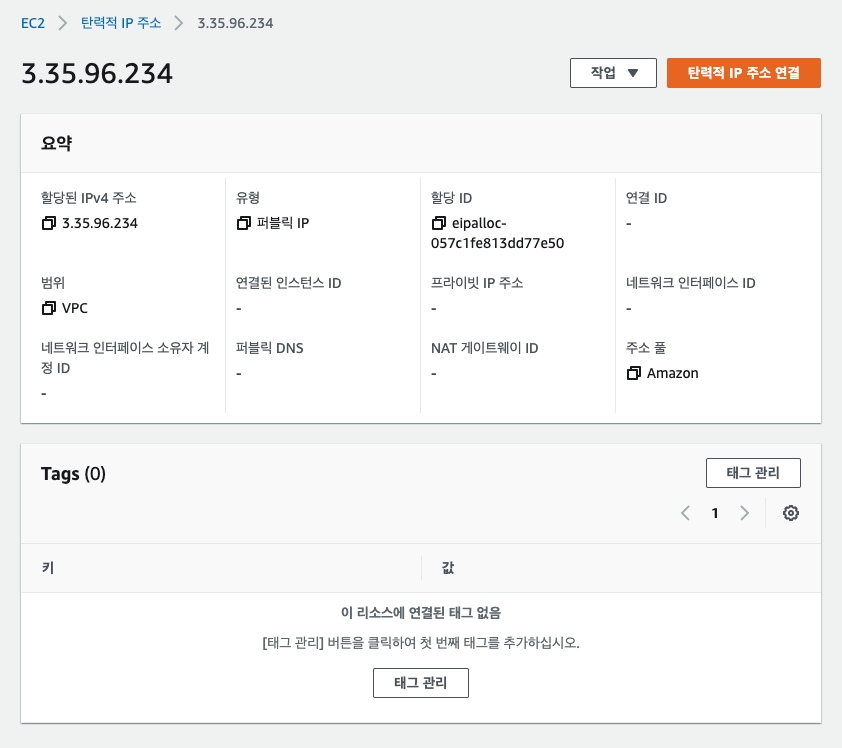 EC2 > 탄력적 IP 주소 > 3.35.96.234
3.35.96.234
작업 ▼
탄력적 IP 주소 연결
요약
할당된 IPv4 주소
3.35.96.234
유형
퍼블릭 IP
할당 ID
eipalloc-
057c1fe813dd77e50
연결 ID
-
범위
VPC
연결된 인스턴스 ID
-
프라이빗 IP 주소
-
네트워크 인터페이스 ID
-
네트워크 인터페이스 소유자 계
정 ID
-
퍼블릭 DNS
-
NAT 게이트웨이 ID
-
주소 풀
Amazon
Tags (0)
태그 관리
< 1 >
키
값
이 리소스에 연결된 태그 없음
[태그 관리] 버튼을 클릭하여 첫 번째 태그를 추가하십시오.
태그 관리